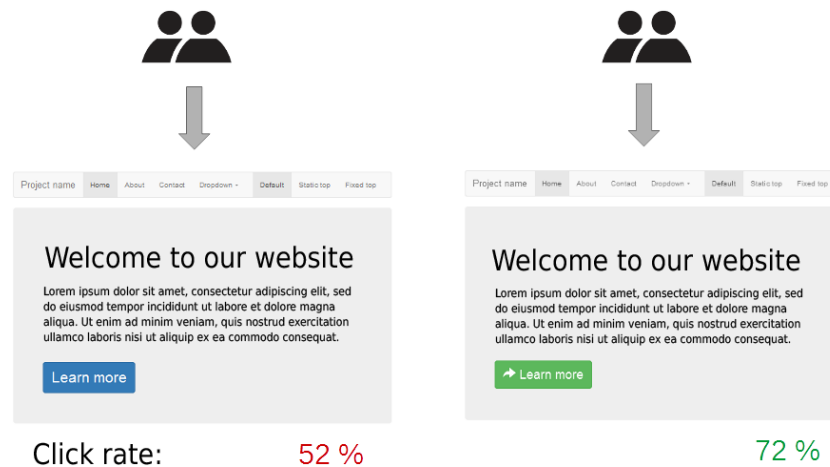 Project name Home About Contact Dropdown Default Static top Fixed top
Welcome to our website
Lorem ipsum dolor sit amet, consectetur adipiscing elit, sed
do eiusmod tempor incididunt ut labore et dolore magna
aliqua. Ut enim ad minim veniam, quis nostrud exercitation
ullamco laboris nisi ut aliquip ex ea commodo consequat.
Learn more
Click rate: 52 %
Project name Home About Contact Dropdown Default Static top Fixed top
Welcome to our website
Lorem ipsum dolor sit amet, consectetur adipiscing elit, sed
do eiusmod tempor incididunt ut labore et dolore magna
aliqua. Ut enim ad minim veniam, quis nostrud exercitation
ullamco laboris nisi ut aliquip ex ea commodo consequat.
Learn more
72 %